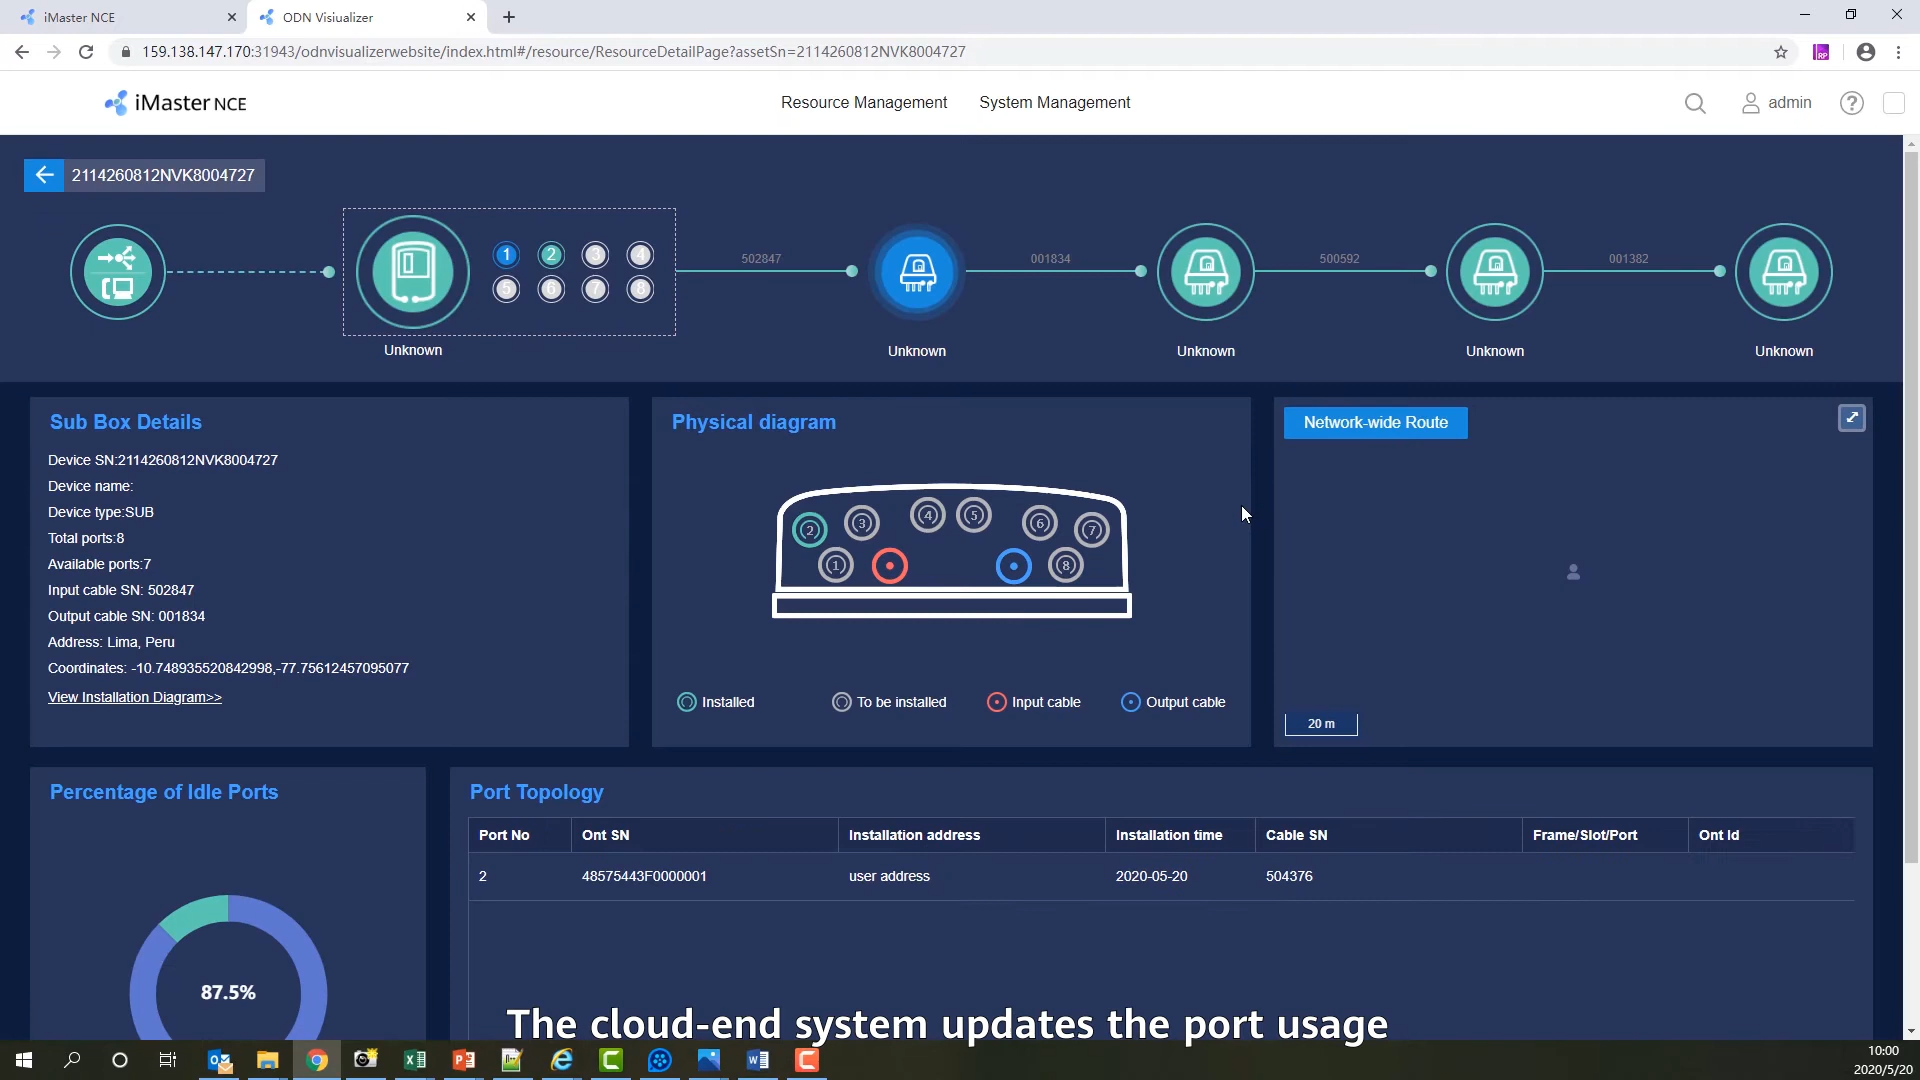 iMaster NCE
ODN Visiualizer
159.138.147.170:31943/odnvisualizerwebsite/index.html#/resource/ResourceDetailPage?assetSn=2114260812NVK8004727
iMaster NCE
Resource Management
System Management
admin
2114260812NVK8004727
1 2 3 4
5 6 7 8
502847
001834
500592
001382
Unknown
Unknown
Unknown
Unknown
Unknown
Sub Box Details
Device SN:2114260812NVK8004727
Device name:
Device type:SUB
Total ports:8
Available ports:7
Input cable SN: 502847
Output cable SN: 001834
Address: Lima, Peru
Coordinates: -10.748935520842998,-77.75612457095077
View Installation Diagram>>
Physical diagram
2 3 4 5 6 7
1 8
Installed
To be installed
Input cable
Output cable
Network-wide Route
20 m
Percentage of Idle Ports
87.5%
Port Topology
Port No Ont SN Installation address Installation time Cable SN Frame/Slot/Port Ont Id
2 48575443F0000001 user address 2020-05-20 504376
The cloud-end system updates the port usage
10:00
2020/5/20